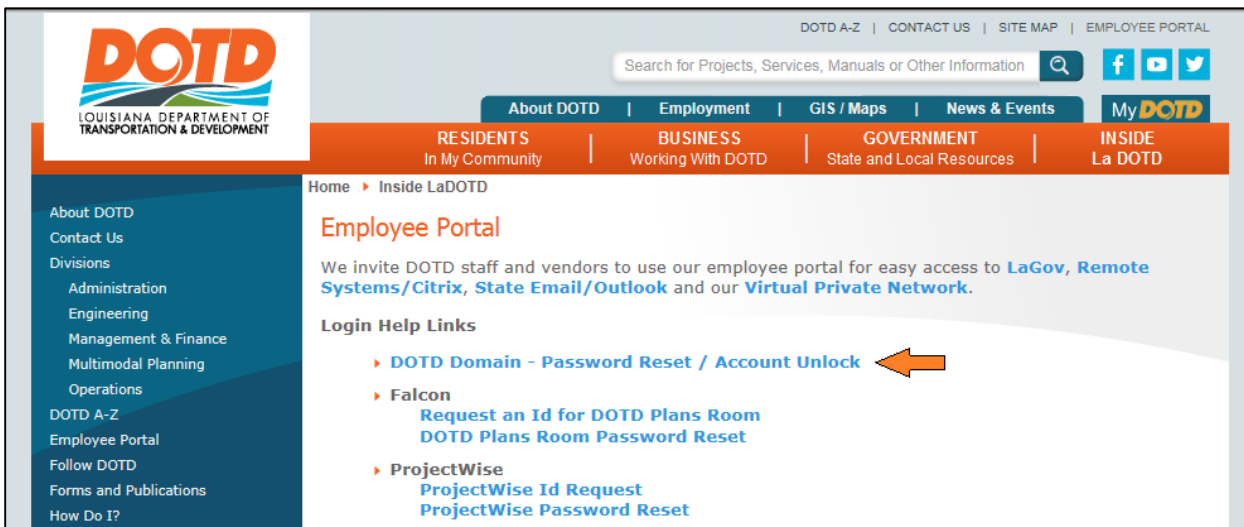 DOTD A-Z | CONTACT US | SITE MAP | EMPLOYEE PORTAL
DOTD
LOUISIANA DEPARTMENT OF
TRANSPORTATION & DEVELOPMENT
Search for Projects, Services, Manuals or Other Information
About DOTD | Employment | GIS / Maps | News & Events
My DOTD
RESIDENTS
In My Community
BUSINESS
Working With DOTD
GOVERNMENT
State and Local Resources
INSIDE
La DOTD
About DOTD
Contact Us
Divisions
Administration
Engineering
Management & Finance
Multimodal Planning
Operations
DOTD A-Z
Employee Portal
Follow DOTD
Forms and Publications
How Do I?
Home Inside LaDOTD
Employee Portal
We invite DOTD staff and vendors to use our employee portal for easy access to LaGov, Remote
Systems/Citrix, State Email/Outlook and our Virtual Private Network.
Login Help Links
DOTD Domain - Password Reset / Account Unlock
Falcon
Request an Id for DOTD Plans Room
DOTD Plans Room Password Reset
ProjectWise
ProjectWise Id Request
ProjectWise Password Reset